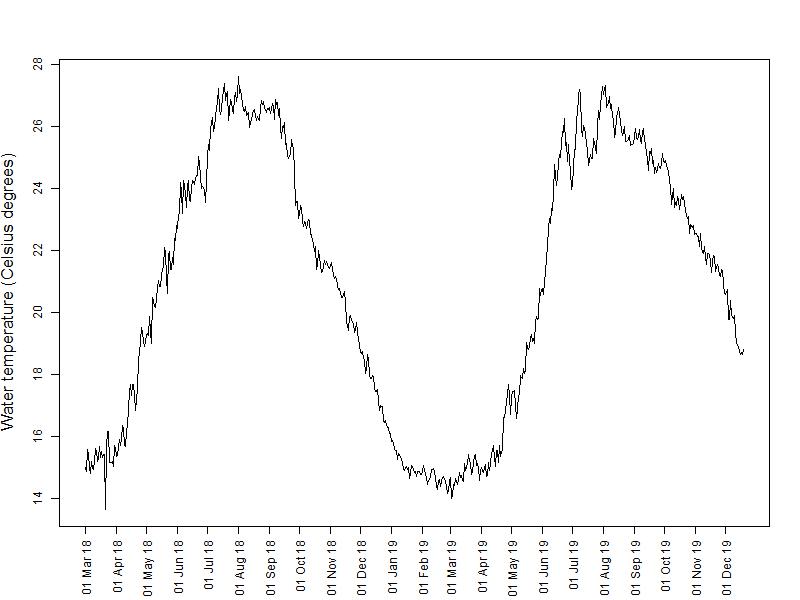 Water temperature (Celsius degrees)
28
26
24
22
20
18
16
14
01 Mar 18
01 Apr 18
01 May 18
01 Jun 18
01 Jul 18
01 Aug 18
01 Sep 18
01 Oct 18
01 Nov 18
01 Dec 18
01 Jan 19
01 Feb 19
01 Mar 19
01 Apr 19
01 May 19
01 Jun 19
01 Jul 19
01 Aug 19
01 Sep 19
01 Oct 19
01 Nov 19
01 Dec 19